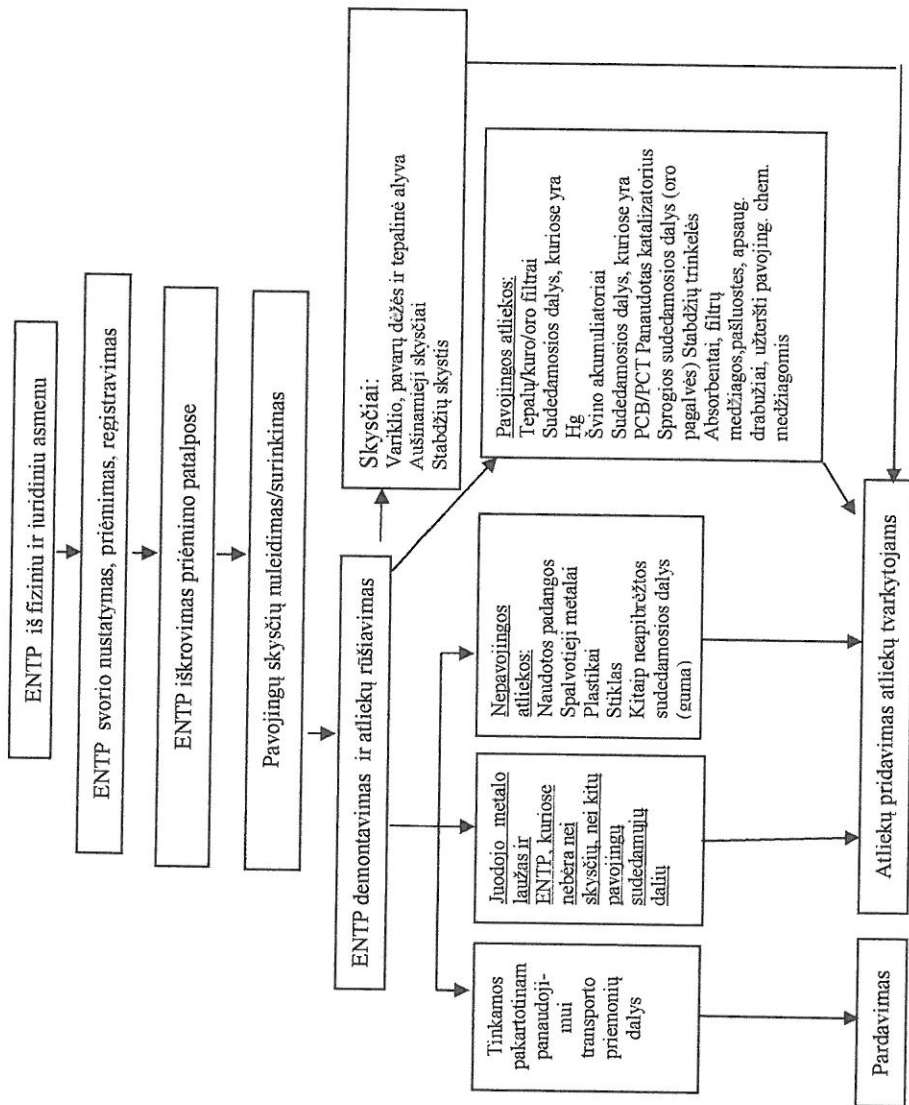 ENTP iš fiziniu ir iuridiniu asmenu
ENTP svorio nustatymas, priėmimas, registravimas
ENTP iškrovimas priėmimo patalpose
Pavojingų skysčių nuleidimas/surinkimas
ENTP demontavimas ir atliekų rūšiavimas
Skysčiai:
Variklio, pavarų dėžės ir tepalinė alyva
Aušinamieji skysčiai
Stabdžių skystis
Tinkamos
pakartotinam
panaudoji-
mui
transporto
priemonių
dalys
Juodojo metalo
laužas ir
ENTP, kuriose
nebėra nei
skysčių, nei kitų
pavojingų
sudedamųjų
dalių
Nepavojingos
atliekos:
Naudotos padangos
Spalvotieji metalai
Plastikai
Stiklas
Kitaip neapibrėžtos
sudedamosios dalys
(guma)
Pavojingos atliekos:
Tepalų/kuro/oro filtrai
Sudedamosios dalys, kuriose yra
Hg
Švino akumuliatoriai
Sudedamosios dalys, kuriose yra
PCB/PCT Panaudotas katalizatorius
Sprogios sudedamosios dalys (oro
pagalvės) Stabdžių trinkelės
Absorbentai, filtrų
medžiagos,pašluostes, apsaug.
drabužiai, užteršti pavojing. chem.
medžiagomis
Pardavimas
Atliekų pridavimas atliekų tvarkytojams